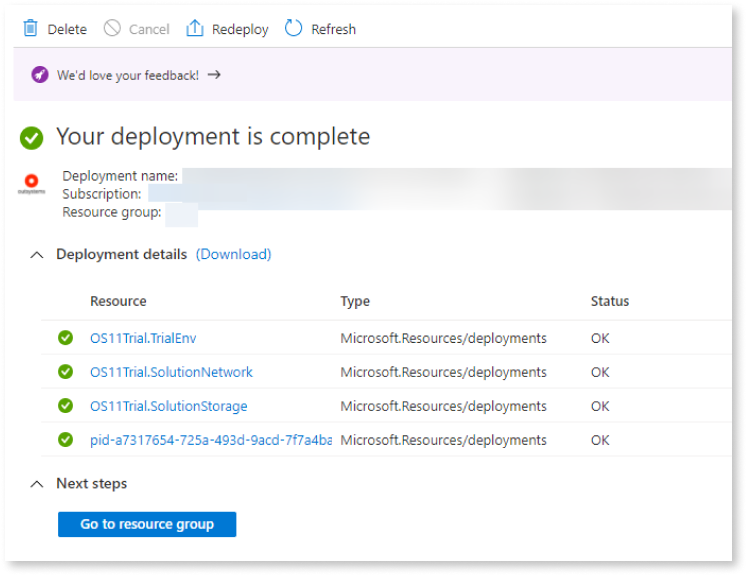 Delete Cancel Redeploy Refresh
We'd love your feedback! →
Your deployment is complete
outsystems
Deployment name:
Subscription:
Resource group:
Deployment details (Download)
Resource Type Status
OS11Trial.TrialEnv Microsoft.Resources/deployments OK
OS11Trial.SolutionNetwork Microsoft.Resources/deployments OK
OS11Trial.SolutionStorage Microsoft.Resources/deployments OK
pid-a7317654-725a-493d-9acd-7f7a4ba Microsoft.Resources/deployments OK
Next steps
Go to resource group